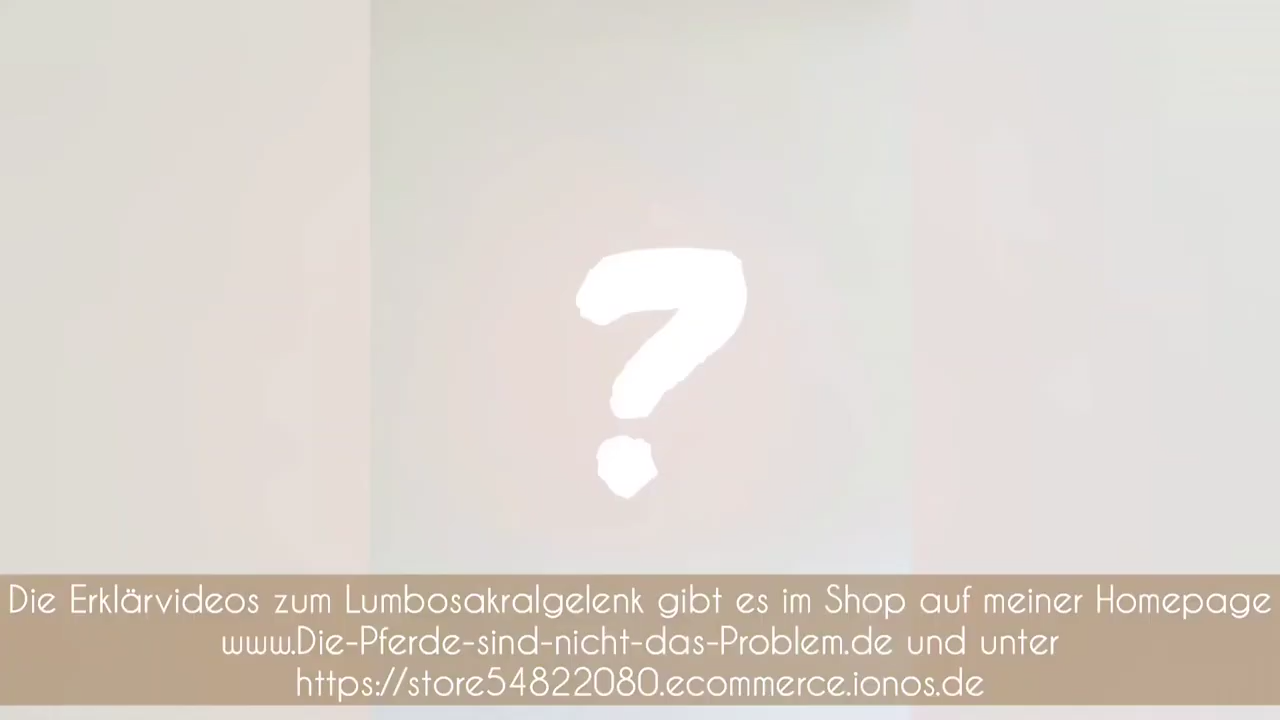 ?
Die Erklärvideos zum Lumbosakralgelenk gibt es im Shop auf meiner Homepage
www.Die-Pferde-sind-nicht-das-Problem.de und unter
https://store54822080.ecommerce.ionos.de